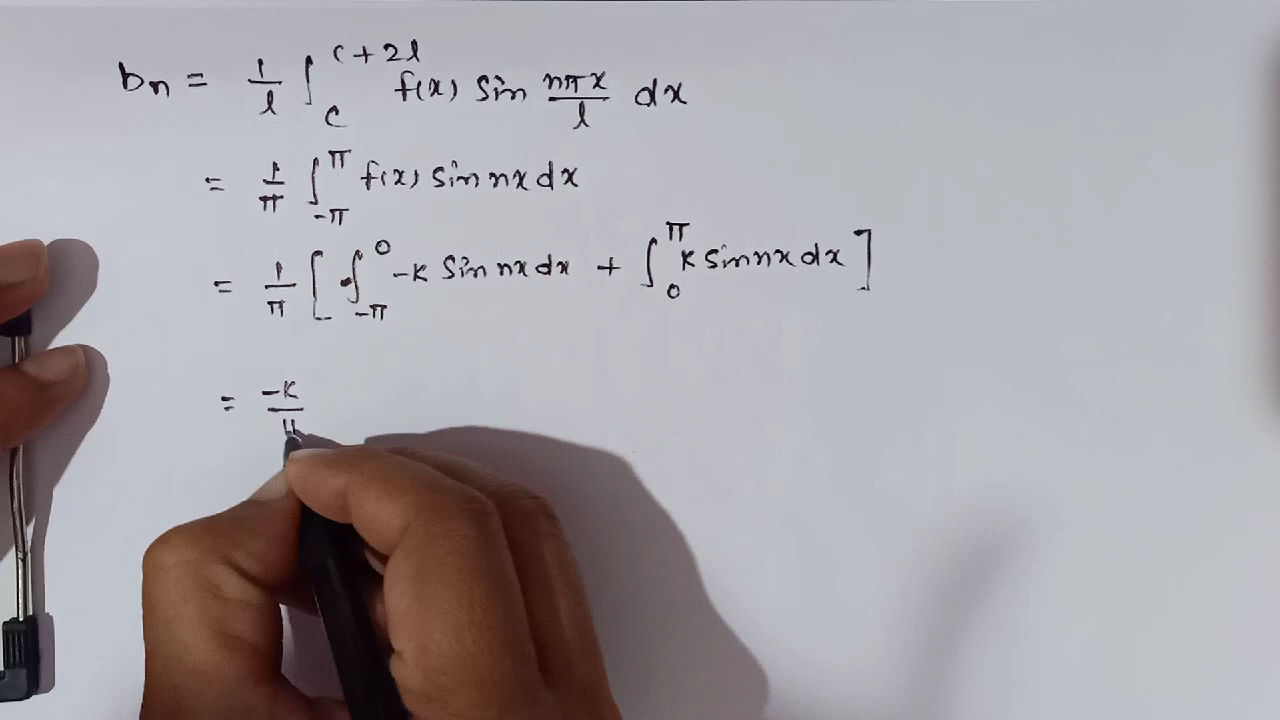 bn = 1/l ∫_c^{c+2l} f(x) sin nπx/l dx
= 1/π ∫_{-π}^{π} f(x) sin nx dx
= 1/π [ ∫_{-π}^{0} -k sin nx dx + ∫_0^{π} k sin nx dx ]
= -k/π